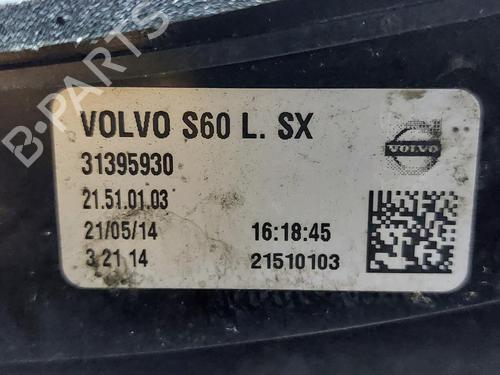 VOLVO S60 L. SX
31395930
VOLVO
21.51.01.03
21/05/14 16:18:45
3 21 14 21510103
B-PARTS